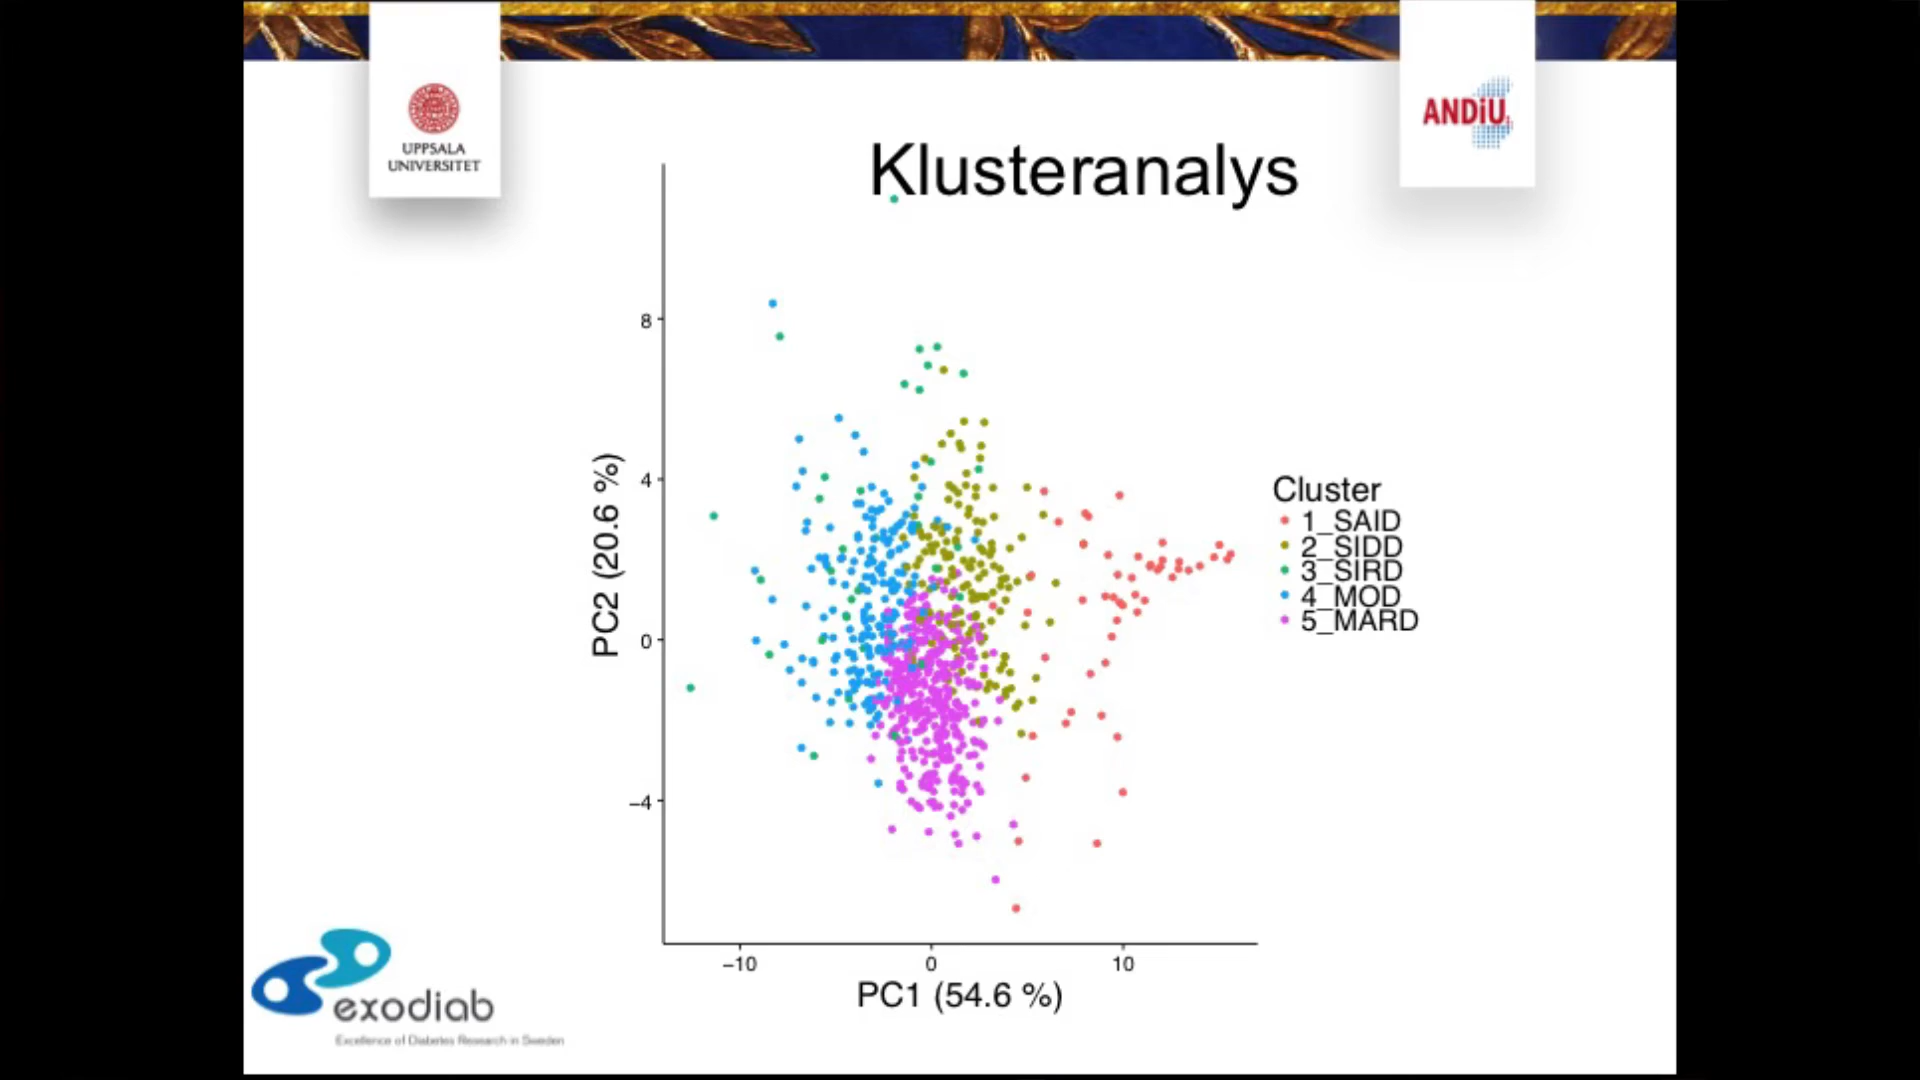 UPPSALA
UNIVERSITET
ANDiU
Klusteranalys
8
4
0
−4
PC2 (20.6 %)
−10
0
10
PC1 (54.6 %)
Cluster
1_SAID
2_SIDD
3_SIRD
4_MOD
5_MARD
exodiab
Excellence of Diabetes Research in Sweden